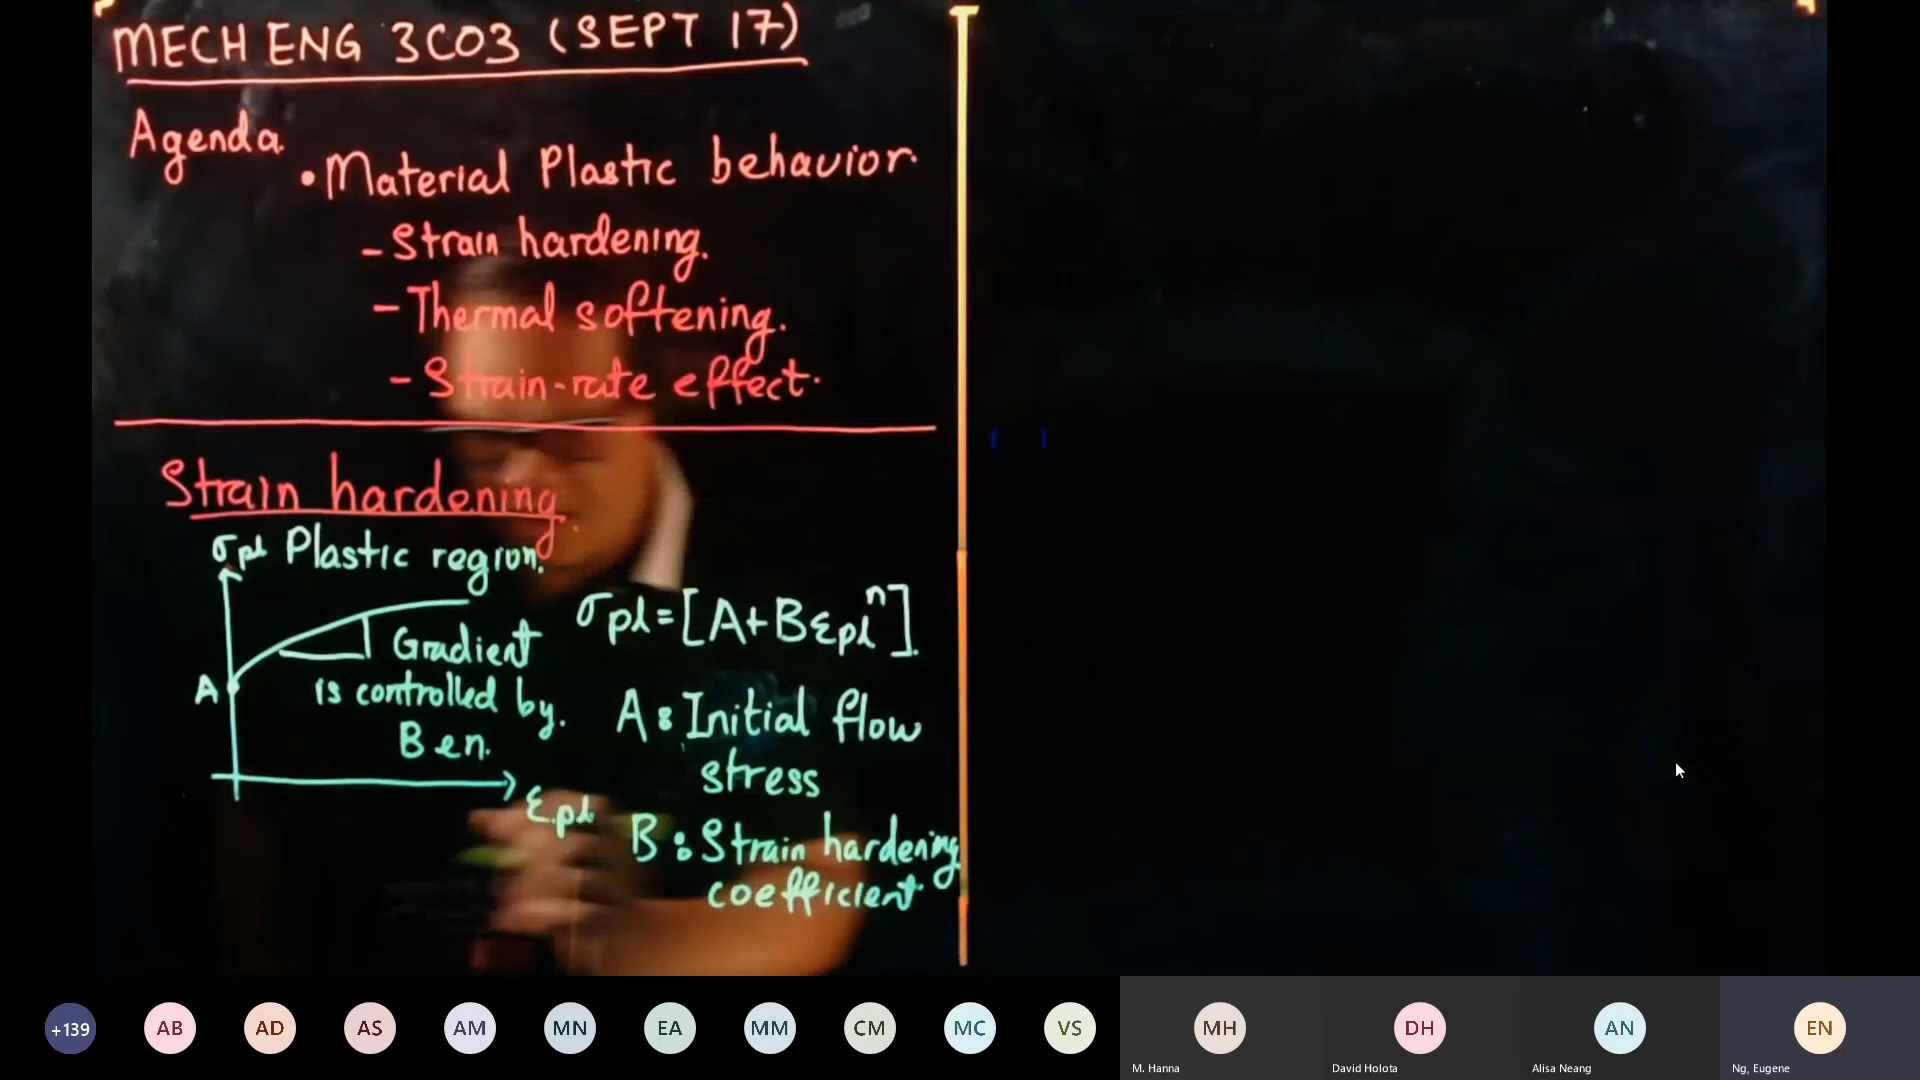 MECH ENG 3C03 (SEPT 17)
Agenda.
• Material Plastic behavior.
- Strain hardening.
- Thermal softening.
- Strain-rate effect.
Strain hardening.
σpl Plastic region.
σpl = [A+Bεpl^n].
Gradient
A
is controlled by.
B en.
εpl
A: Initial flow
stress
B: Strain hardening
coefficient
+139
AB
AD
AS
AM
MN
EA
MM
CM
MC
VS
MH
DH
AN
EN
M. Hanna
David Holota
Alisa Neang
Ng, Eugene